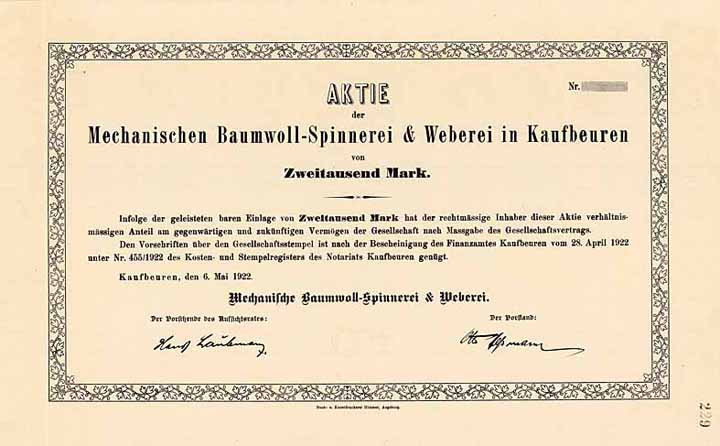 AKTIE
Nr.
der
Mechanischen Baumwoll-Spinnerei & Weberei in Kaufbeuren
von
Zweitausend Mark.
Infolge der geleisteten baren Einlage von Zweitausend Mark hat der rechtmässige Inhaber dieser Aktie verhältnis-
mässigen Anteil am gegenwärtigen und zukünftigen Vermögen der Gesellschaft nach Massgabe des Gesellschaftsvertrags.
Den Vorschriften über den Gesellschaftsstempel ist nach der Bescheinigung des Finanzamtes Kaufbeuren vom 28. April 1922
unter Nr. 455/1922 des Kosten- und Stempelregisters des Notariats Kaufbeuren genügt.
Kaufbeuren, den 6. Mai 1922.
Mechanische Baumwoll-Spinnerei & Weberei.
Der Vorsitzende des Aufsichtsrates:
Der Vorstand:
Otto
229